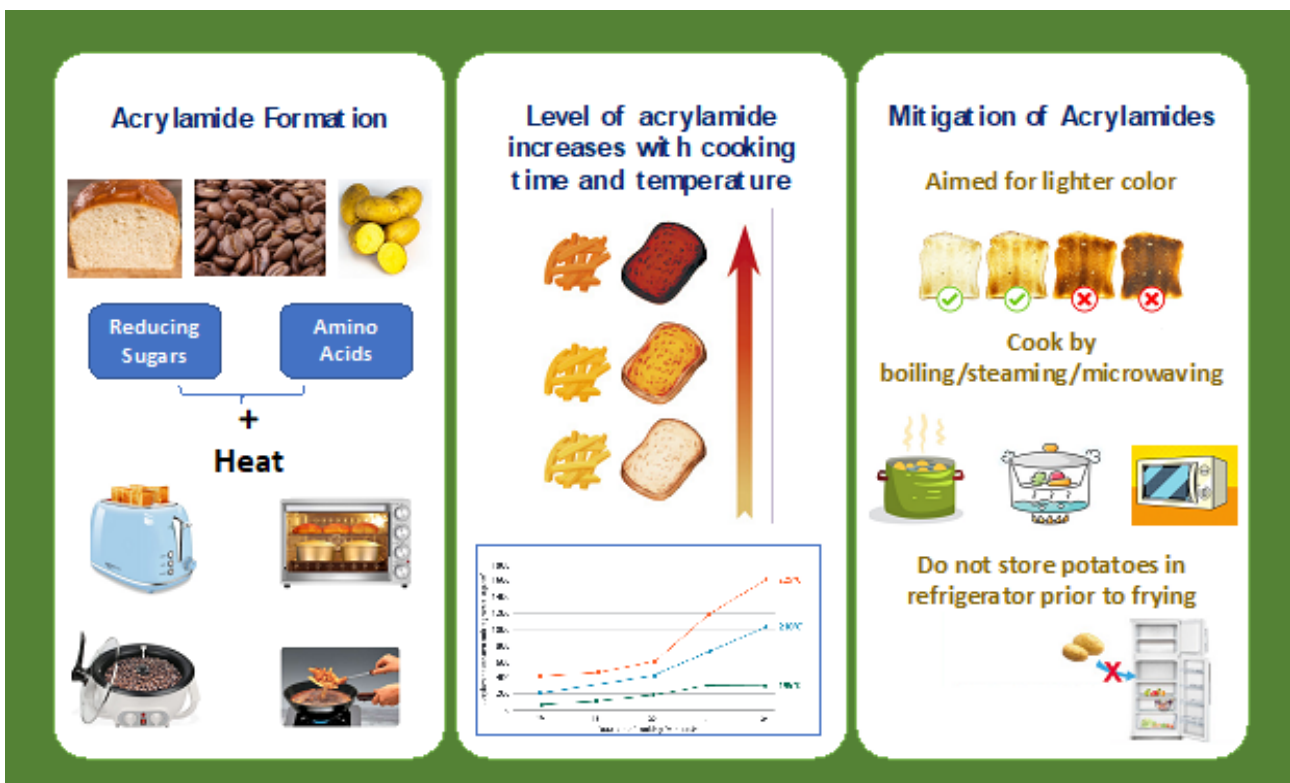 Acrylamide Formation
Reducing
Sugars
Amino
Acids
+
Heat
Level of acrylamide
increases with cooking
time and temperature
Mitigation of Acrylamides
Aimed for lighter color
Cook by
boiling/steaming/microwaving
Do not store potatoes in
refrigerator prior to frying